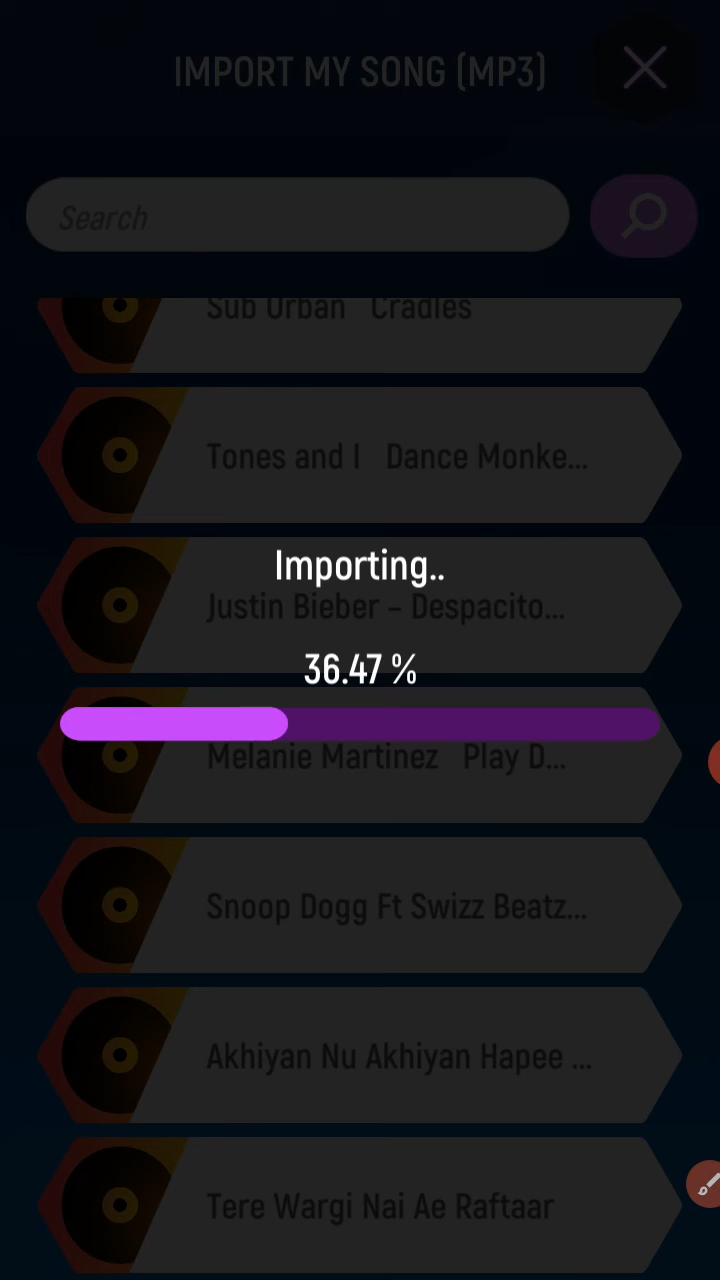 IMPORT MY SONG (MP3)
Search
Sub Urban   Cradles
Tones and I   Dance Monke...
Importing..
Justin Bieber - Despacito...
36.47 %
Melanie Martinez   Play D...
Snoop Dogg Ft Swizz Beatz...
Akhiyan Nu Akhiyan Hapee ...
Tere Wargi Nai Ae Raftaar